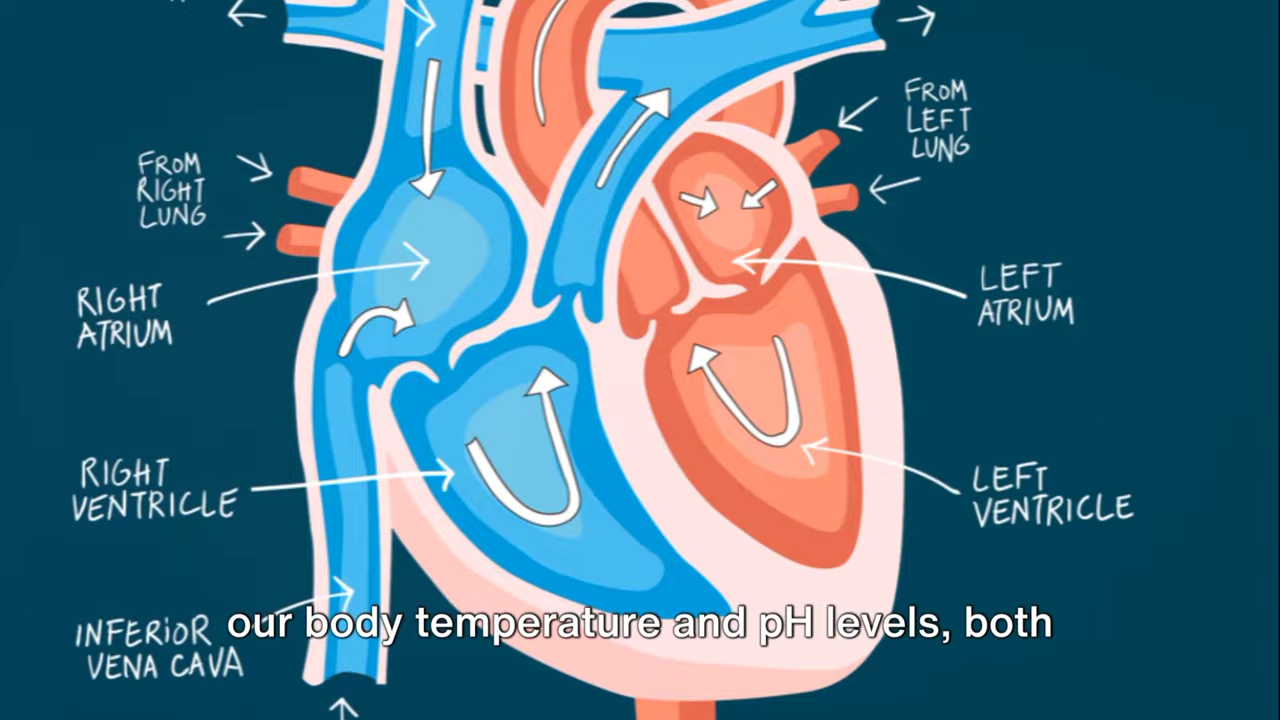 FROM
LEFT
LUNG
FROM
RIGHT
LUNG
RIGHT
ATRIUM
LEFT
ATRIUM
RIGHT
VENTRICLE
LEFT
VENTRICLE
INFERIOR
VENA CAVA
our body temperature and pH levels, both